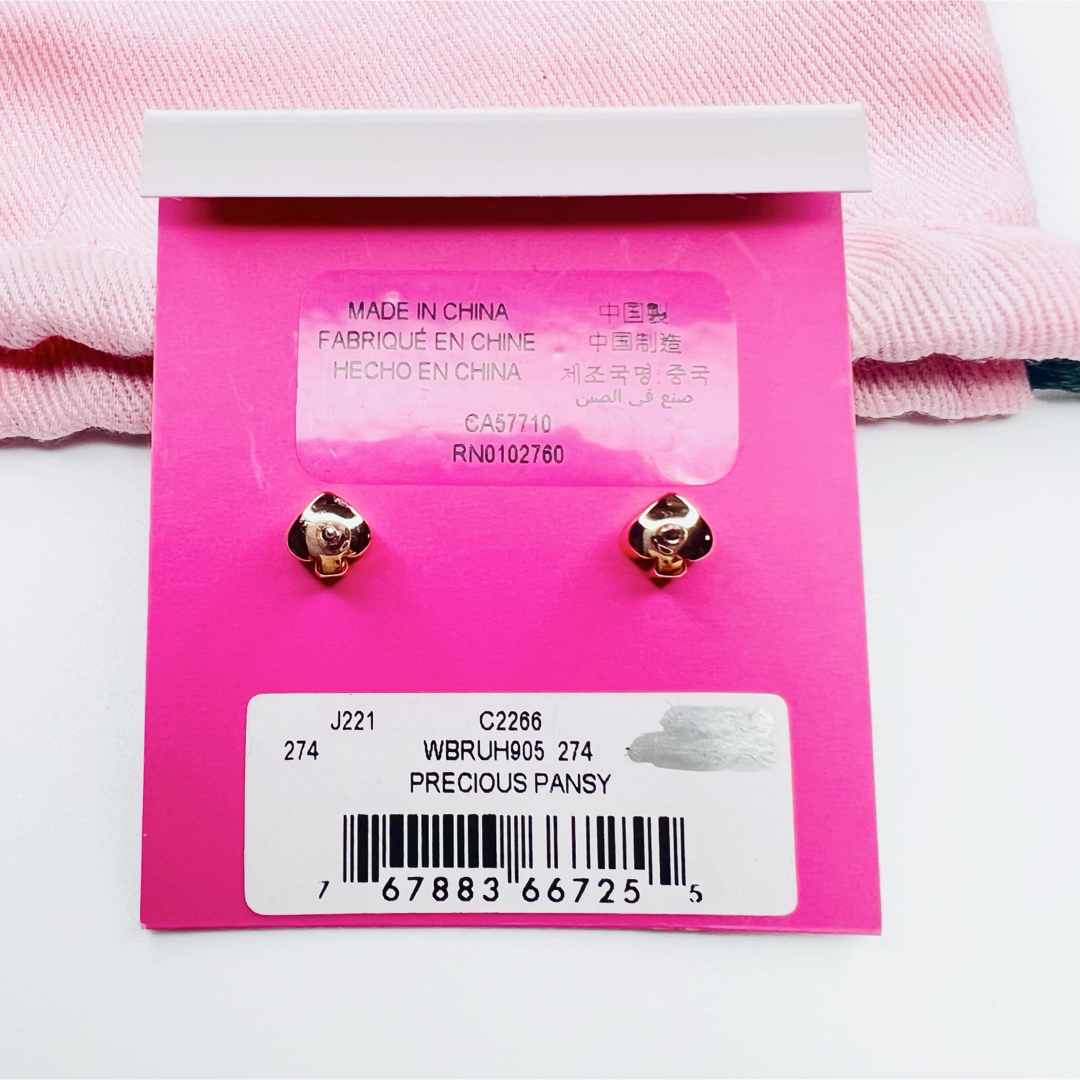 MADE IN CHINA
FABRIQUÉ EN CHINE
HECHO EN CHINA
中国製
中国制造
제조국명:중국
صنع في الصين
CA57710
RN0102760
J221 C2266
274 WBRUH905 274
PRECIOUS PANSY
7 67883 66725 5